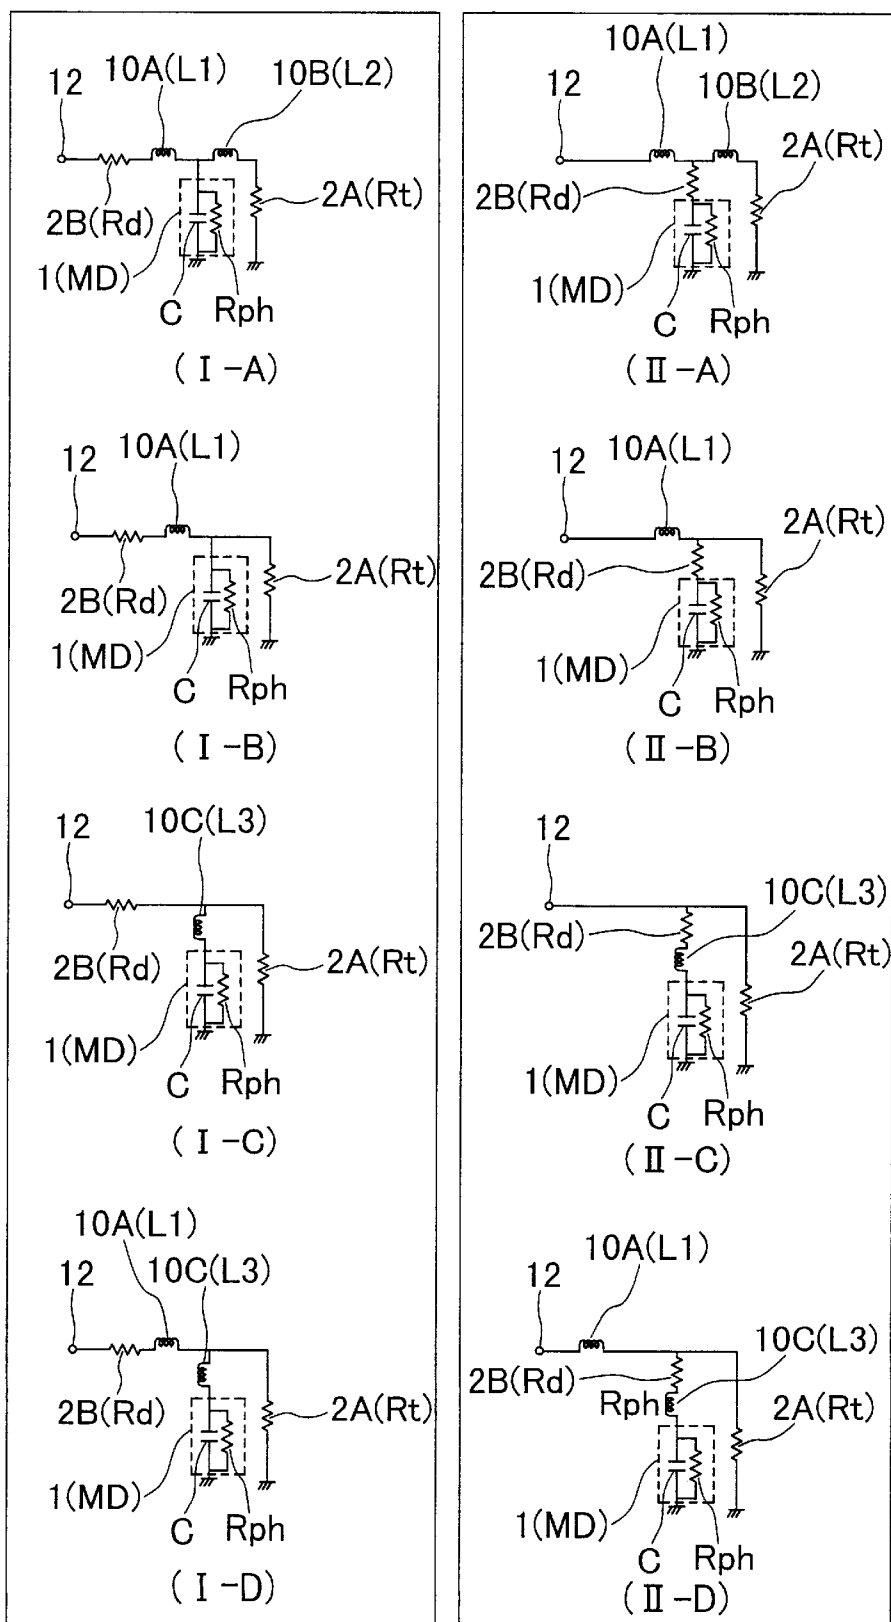 10A(L1)
12
10B(L2)
2B(Rd)
2A(Rt)
1(MD)
C
Rph
(Ⅰ-A)
10A(L1)
12
2B(Rd)
2A(Rt)
1(MD)
C
Rph
(Ⅰ-B)
10C(L3)
12
2B(Rd)
2A(Rt)
1(MD)
C
Rph
(Ⅰ-C)
10A(L1)
10C(L3)
12
2B(Rd)
2A(Rt)
1(MD)
C
Rph
(Ⅰ-D)
10A(L1)
12
10B(L2)
2A(Rt)
2B(Rd)
1(MD)
C
Rph
(Ⅱ-A)
10A(L1)
12
2A(Rt)
2B(Rd)
1(MD)
C
Rph
(Ⅱ-B)
12
10C(L3)
2B(Rd)
2A(Rt)
1(MD)
C
Rph
(Ⅱ-C)
10A(L1)
12
10C(L3)
2B(Rd)
Rph
2A(Rt)
1(MD)
C
Rph
(Ⅱ-D)